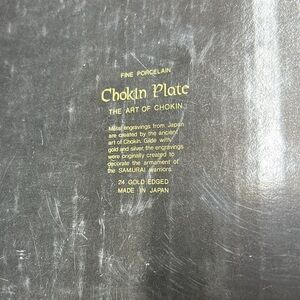 FINE PORCELAIN
Chokin Plate
THE ART OF CHOKIN
Metal engravings from Japan
are created by the ancient
art of Chokin. Gilde with
gold and silver, the engravings
were originally created to
decorate the armament of
the SAMURAI warriors.
24 GOLD EDGED
MADE IN JAPAN